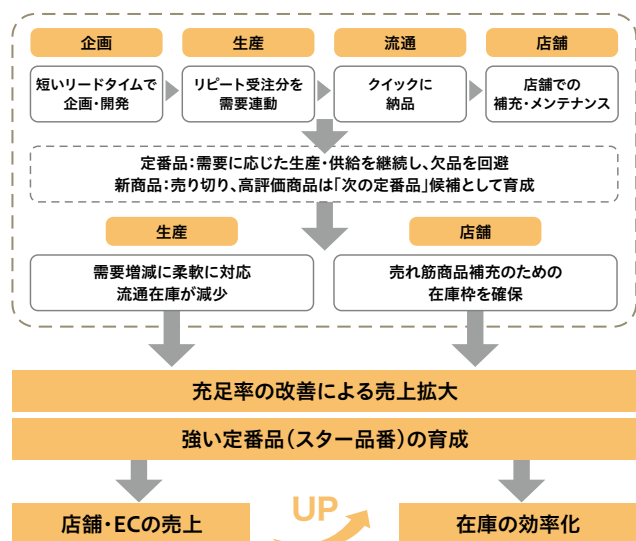 企画
生産
流通
店舗
短いリードタイムで
企画・開発
リピート受注分を
需要連動
クイックに
納品
店舗での
補充・メンテナンス
定番品:需要に応じた生産・供給を継続し、欠品を回避
新商品:売り切り、高評価商品は「次の定番品」候補として育成
生産
店舗
需要増減に柔軟に対応
流通在庫が減少
売れ筋商品補充のための
在庫枠を確保
充足率の改善による売上拡大
強い定番品(スター品番)の育成
店舗・ECの売上
UP
在庫の効率化